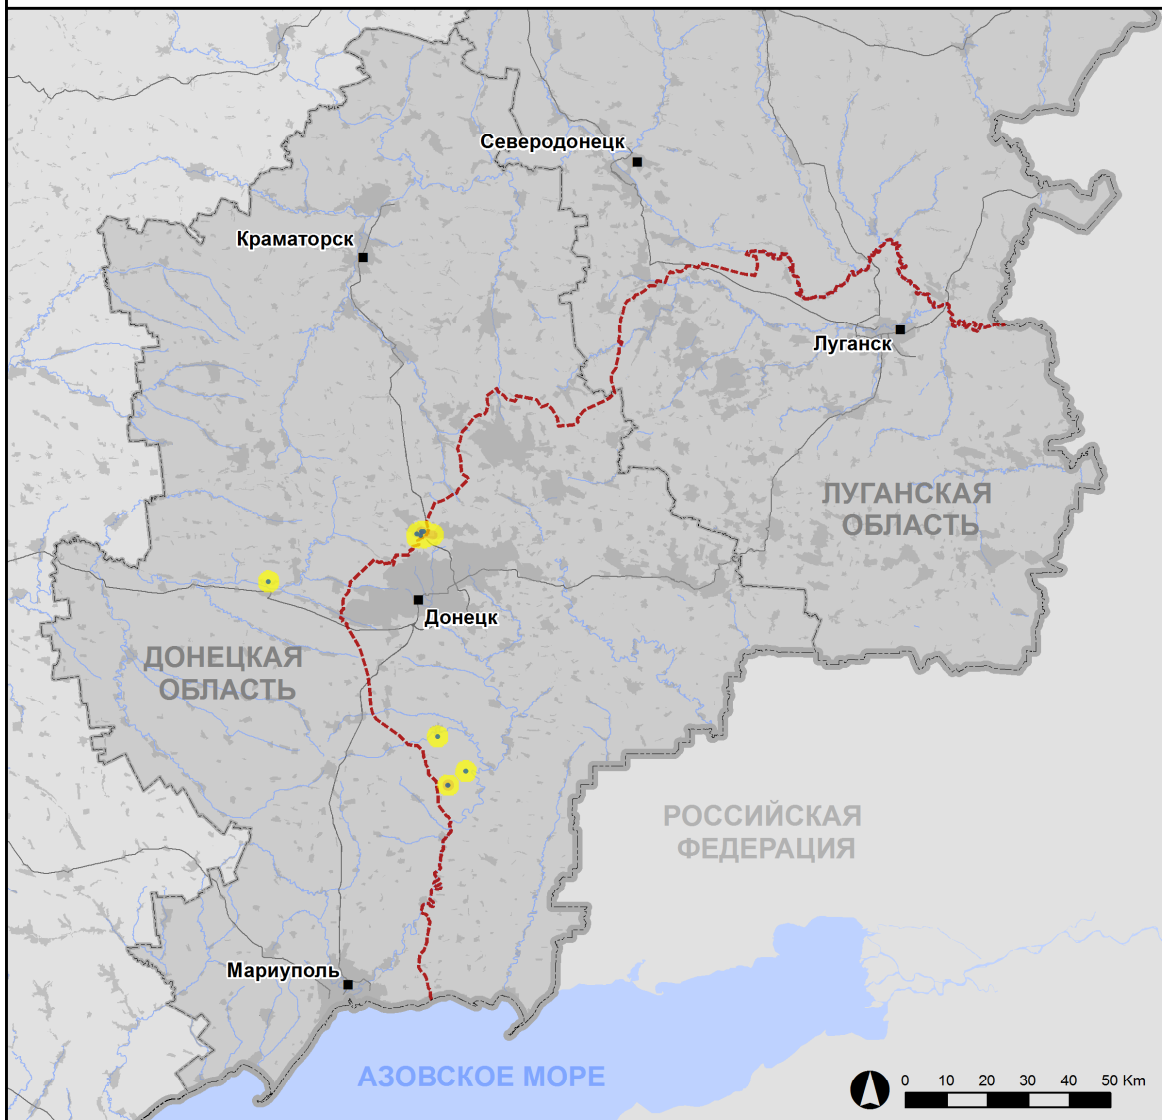 Северодонецк
Краматорск
Луганск
ЛУГАНСКАЯ
ОБЛАСТЬ
Донецк
ДОНЕЦКАЯ
ОБЛАСТЬ
РОССИЙСКАЯ
ФЕДЕРАЦИЯ
Мариуполь
АЗОВСКОЕ МОРЕ
0 10 20 30 40 50 Km